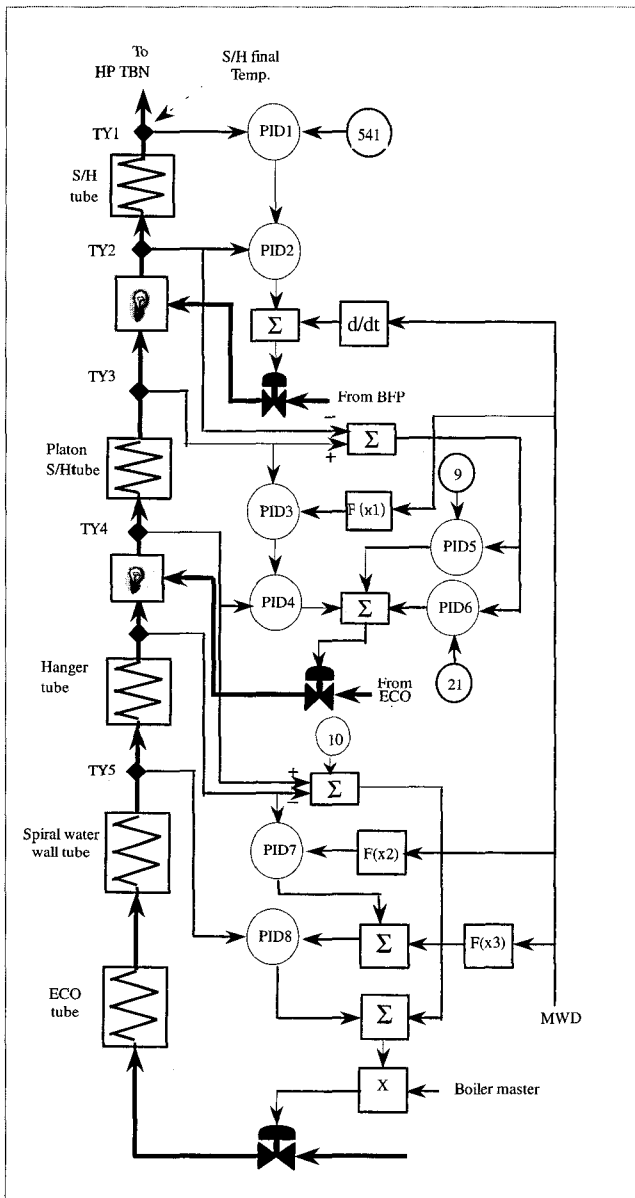 To
HP TBN
S/H final
Temp.
TY1
PID1
541
S/H
tube
TY2
PID2
Σ
d/dt
From BFP
TY3
−
+
Σ
9
Platon
S/Htube
PID3
F(x1)
PID5
TY4
PID4
Σ
PID6
21
Hanger
tube
From
ECO
10
TY5
+
−
Σ
Spiral water
wall tube
PID7
F(x2)
PID8
Σ
F(x3)
ECO
tube
Σ
MWD
X
Boiler master